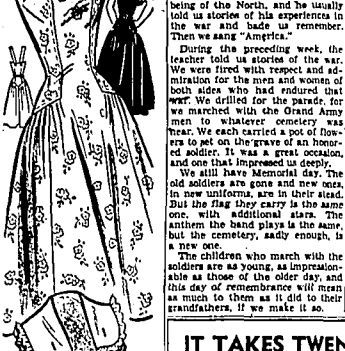 being of the North, and he usually
told us stories of his experiences in
the war and bade us remember.
Then we sang "America."
During the preceding week, the
teacher told us stories of the war.
We were fired with respect and ad-
miration for the men and women of
both sides who had endured that
war. We drilled for the parade, for
we marched with the Grand Army
men to whatever cemetery was
near. We each carried a pot of flow-
ers to set on the grave of an honor-
ed soldier. It was a great occasion,
and one that impressed us deeply.
We still have Memorial day. The
old soldiers are gone and new ones,
in new uniforms, are in their stead.
But the flag they carry is the same
one, with additional stars. The
anthem the band plays is the same,
but the cemetery, sadly enough, is
a new one.
The children who march with the
soldiers are as young, as impression-
able as those of the older day, and
this day of remembrance will mean
as much to them as it did to their
grandfathers, if we make it so.
IT TAKES TWEN